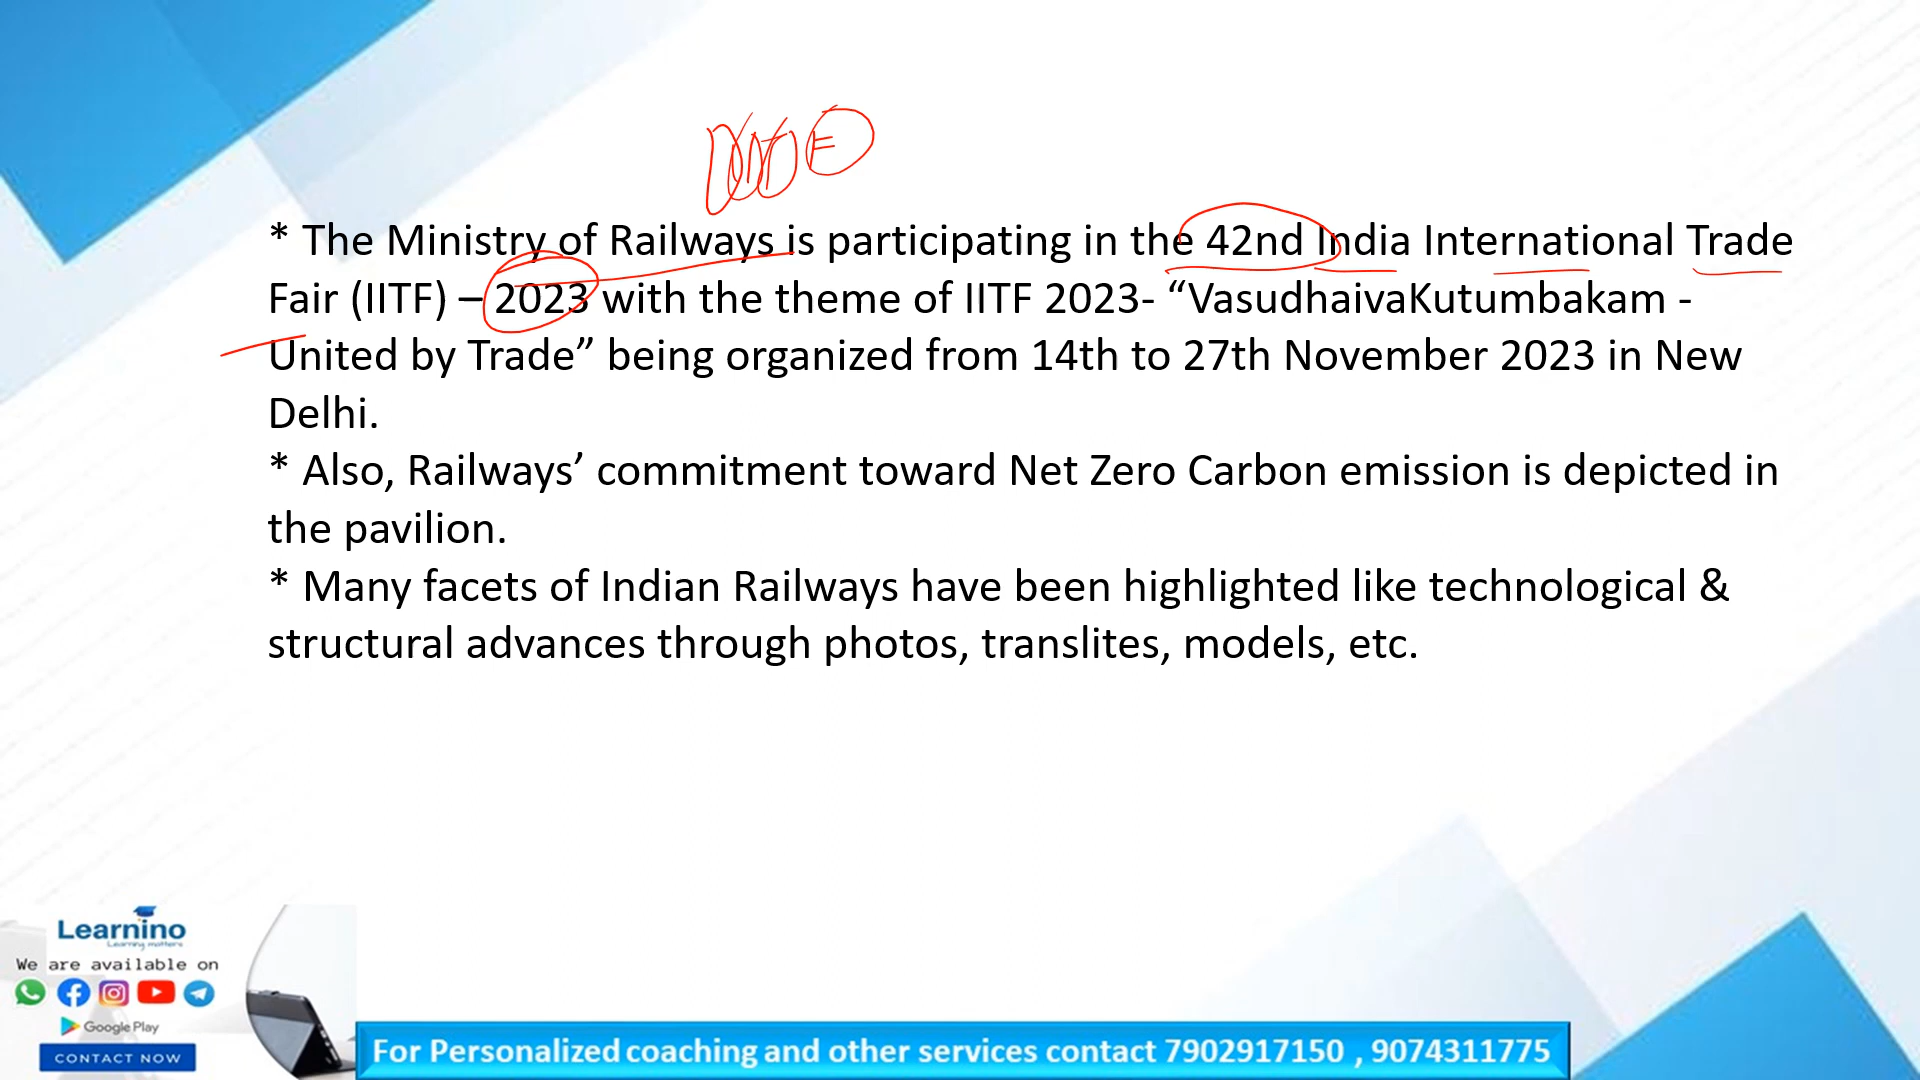 * The Ministry of Railways is participating in the 42nd India International Trade
Fair (IITF) – 2023 with the theme of IITF 2023- “VasudhaivaKutumbakam -
United by Trade” being organized from 14th to 27th November 2023 in New
Delhi.
* Also, Railways’ commitment toward Net Zero Carbon emission is depicted in
the pavilion.
* Many facets of Indian Railways have been highlighted like technological &
structural advances through photos, translites, models, etc.
Learnino
Learning matters
We are available on
Google Play
CONTACT NOW
For Personalized coaching and other services contact 7902917150 , 9074311775